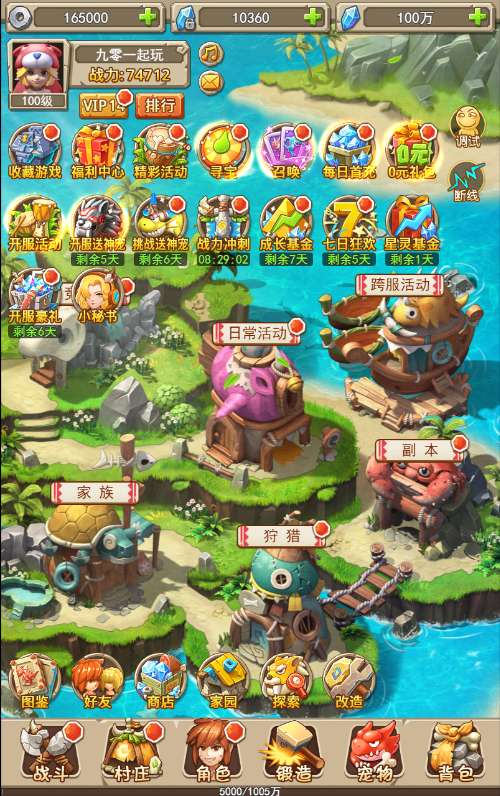 165000
10360
100万
九零一起玩
战力:74712
100级
VIP14
排行
收藏游戏
福利中心
精彩活动
寻宝
召唤
每日首充
0元礼包
调试
开服活动
开服送神宠
挑战送神宠
战力冲刺
成长基金
七日狂欢
星灵基金
断线
剩余5天
剩余6天
08:29:02
剩余7天
剩余5天
剩余1天
开服豪礼
小秘书
剩余6天
跨服活动
日常活动
副本
家族
狩猎
图鉴
好友
商店
家园
探索
改造
战斗
村庄
角色
锻造
宠物
背包
5000/1005万